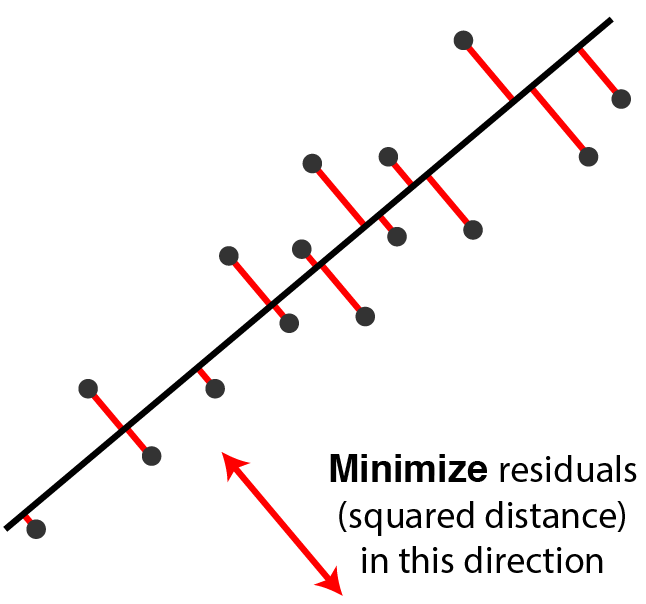 Minimize residuals
(squared distance)
in this direction